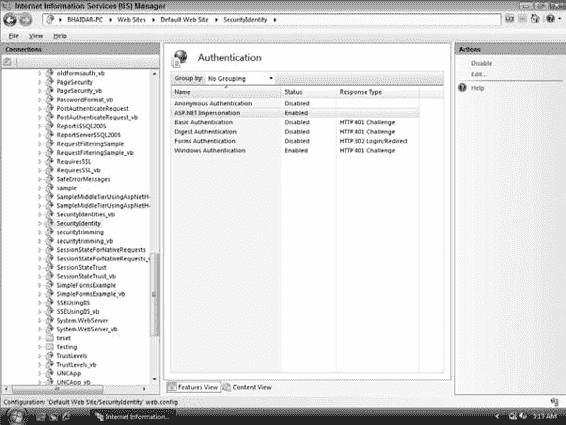 Internet Information Services (IIS) Manager
BHAIDAR-PC Web Sites Default Web Site SecurityIdentity
File View Help
Connections
oldformsauth_vb
PageSecurity
PageSecurity_vb
PasswordFormat_vb
PostAuthenticateRequest
PostAuthenticateRequest_vb
ReportsSQL2005
ReportServerSQL2005
RequestFilteringSample
RequestFilteringSample_vb
RequiresSSL
RequiresSSL_vb
SafeErrorMessages
sample
SampleMiddleTierUsingAspNetH
SampleMiddleTierUsingAspNetH
SecurityIdentities_vb
SecurityIdentity
securitytrimming
securitytrimming_vb
SessionStateForNativeRequests
SessionStateForNativeRequests_
SessionStateTrust
SessionStateTrust_vb
SimpleFormsExample
SimpleFormsExample_vb
SSEUsingIIS
SSEUsingIIS_vb
System.WebServer
System.WebServer_vb
teset
Testing
TrustLevels
TrustLevels_vb
UNCApp
UNCApp_vb
Authentication
Group by: No Grouping
Name Status Response Type
Anonymous Authentication Disabled
ASP.NET Impersonation Enabled
Basic Authentication Disabled HTTP 401 Challenge
Digest Authentication Disabled HTTP 401 Challenge
Forms Authentication Disabled HTTP 302 Login/Redirect
Windows Authentication Enabled HTTP 401 Challenge
Features View Content View
Actions
Disable
Edit...
Help
Configuration: 'Default Web Site/SecurityIdentity' web.config
Internet Information...
3:13 AM